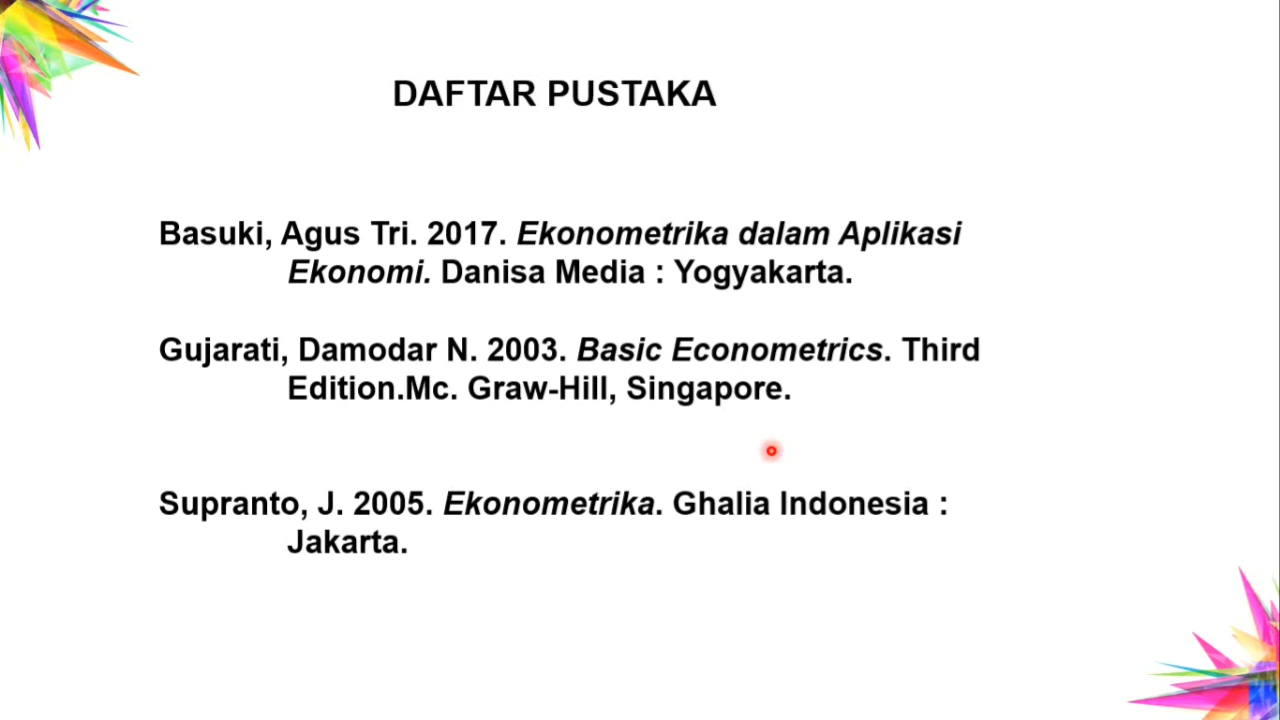 DAFTAR PUSTAKA
Basuki, Agus Tri. 2017. Ekonometrika dalam Aplikasi
Ekonomi. Danisa Media : Yogyakarta.
Gujarati, Damodar N. 2003. Basic Econometrics. Third
Edition.Mc. Graw-Hill, Singapore.
Supranto, J. 2005. Ekonometrika. Ghalia Indonesia :
Jakarta.